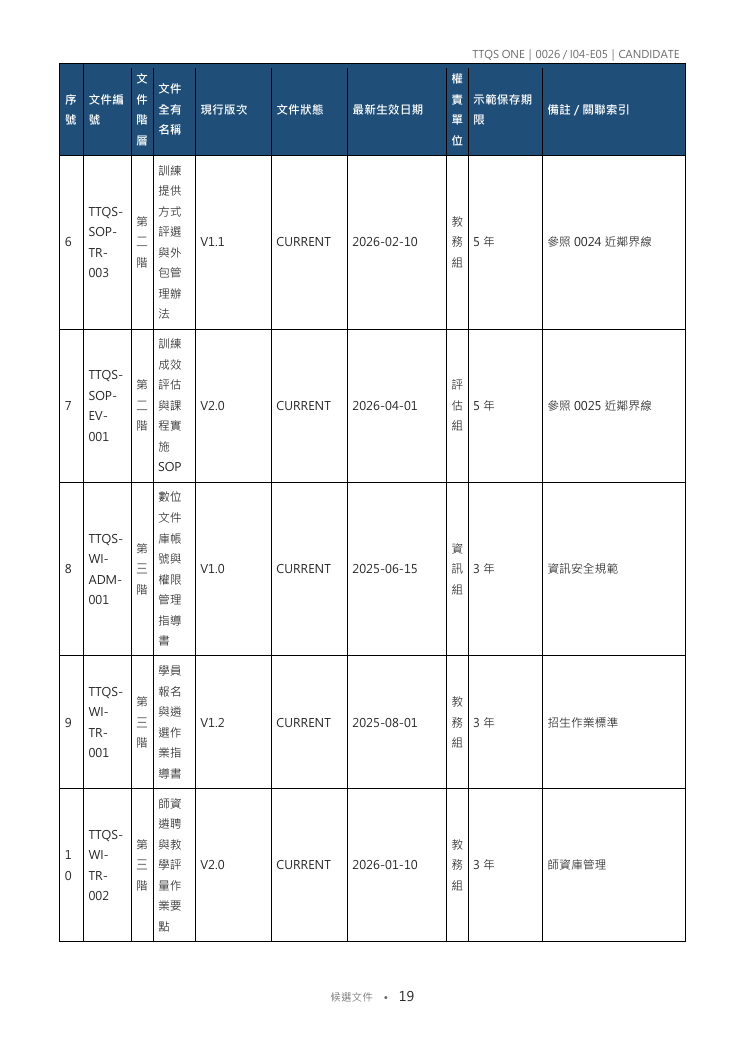 TTQS ONE | 0026 / I04-E05 | CANDIDATE
序號 文件編號 文件階層 文件全有名稱 現行版次 文件狀態 最新生效日期 權責單位 示範保存期限 備註 / 關聯索引
6 TTQS-SOP-TR-003 第二階 訓練提供方式評選與外包管理辦法 V1.1 CURRENT 2026-02-10 教務組 5 年 參照 0024 近鄰界線
7 TTQS-SOP-EV-001 第二階 訓練成效評估與課程實施 SOP V2.0 CURRENT 2026-04-01 評估組 5 年 參照 0025 近鄰界線
8 TTQS-WI-ADM-001 第三階 數位文件庫帳號與權限管理指導書 V1.0 CURRENT 2025-06-15 資訊組 3 年 資訊安全規範
9 TTQS-WI-TR-001 第三階 學員報名與遴選作業指導書 V1.2 CURRENT 2025-08-01 教務組 3 年 招生作業標準
10 TTQS-WI-TR-002 第三階 師資遴聘與教學評量作業要點 V2.0 CURRENT 2026-01-10 教務組 3 年 師資庫管理
候選文件 • 19